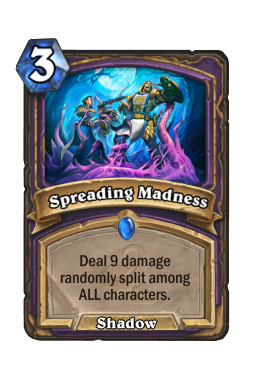 3
Spreading Madness
Deal 9 damage
randomly split among
ALL characters.
Shadow